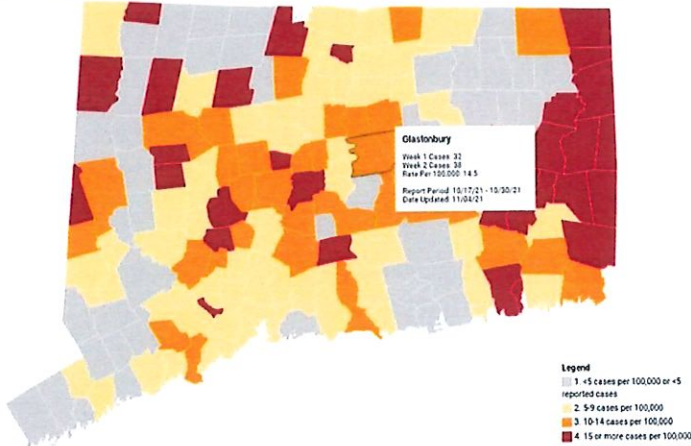 Glastonbury
Week 1 Cases: 32
Week 2 Cases: 38
Rate Per 100,000: 14.5
Report Period: 10/17/21 - 10/30/21
Date Updated: 11/04/21
Legend
1. <5 cases per 100,000 or <5
reported cases
2. 5-9 cases per 100,000
3. 10-14 cases per 100,000
4. 15 or more cases per 100,000